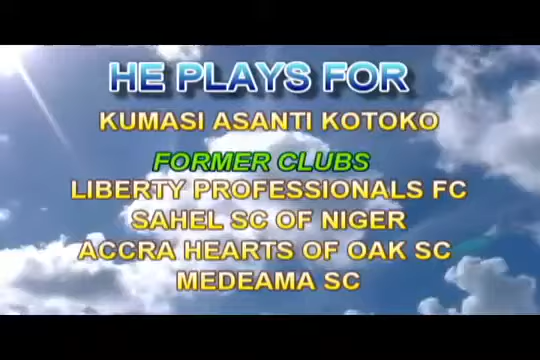 HE PLAYS FOR
KUMASI ASANTI KOTOKO
FORMER CLUBS
LIBERTY PROFESSIONALS FC
SAHEL SC OF NIGER
ACCRA HEARTS OF OAK SC
MEDEAMA SC